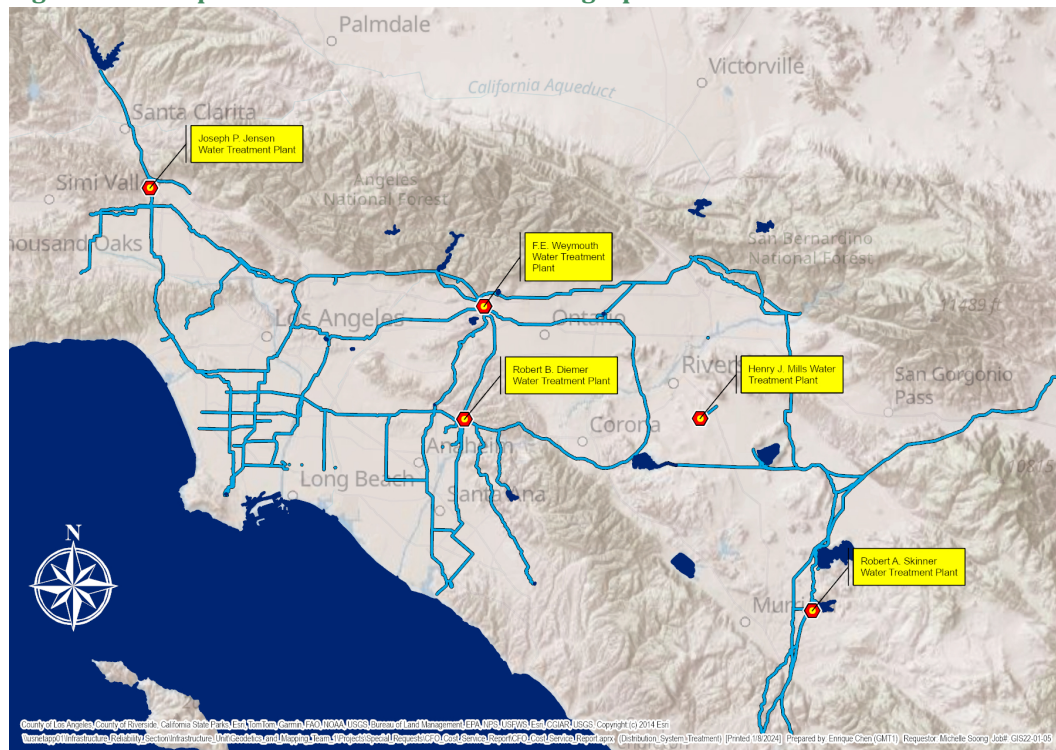 Palmdale
Victorville
California Aqueduct
Santa Clarita
Joseph P. Jensen
Water Treatment Plant
Simi Vall
Angeles
National Forest
housand Oaks
F.E. Weymouth
Water Treatment
Plant
San Bernardino
National Forest
Los Angeles
Ontario
Robert B. Diemer
Water Treatment Plant
Rivers
Henry J. Mills Water
Treatment Plant
San Gorgonio
Pass
Corona
Anaheim
Long Beach
Santa Ana
N
Robert A. Skinner
Water Treatment Plant
Murri
County of Los Angeles, County of Riverside, California State Parks, Esri, TomTom, Garmin, FAO, NOAA, USGS, Bureau of Land Management, EPA, NPS, USFWS, Esri, CGIAR, USGS, Copyright:(c) 2014 Esri
[Printed 1/8/2024] Prepared by: Enrique Chen (GMT1) Requestor: Michelle Soong Job#: GIS22-01-05